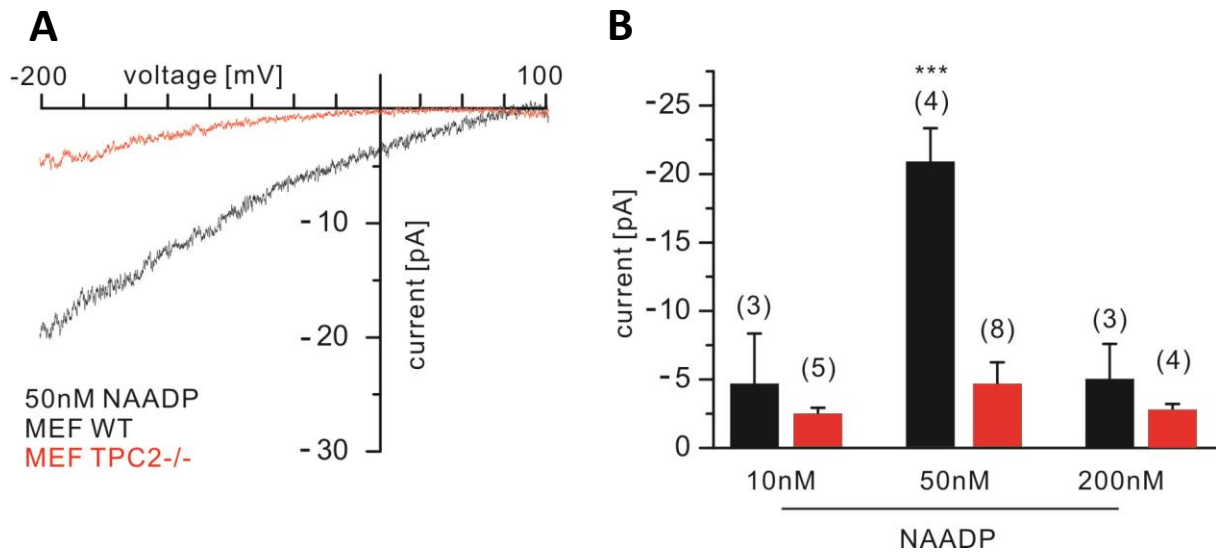 A
-200 voltage [mV] 100
-10
-20
-30
current [pA]
50nM NAADP
MEF WT
MEF TPC2-/-
B
***
(4)
-25
-20
-15
-10
-5
0
current [pA]
(3)
(5)
(8)
(3)
(4)
10nM 50nM 200nM
NAADP